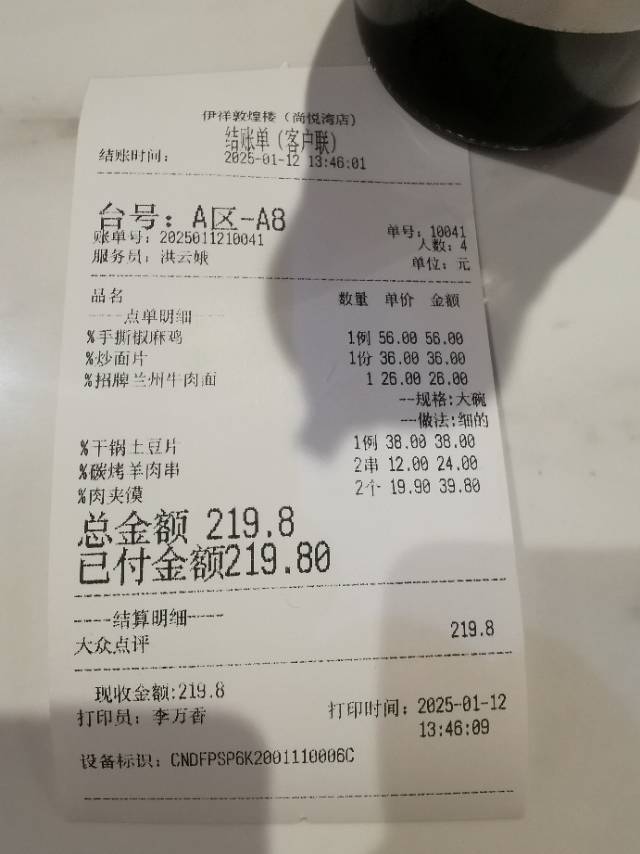 伊祥敦煌楼（尚悦湾店）
结账单（客户联）
结账时间： 2025-01-12 13:46:01
台号：A区-A8
单号：10041
账单号：2025011210041
人数：4
服务员：洪云娥
单位：元
品名 数量 单价 金额
----点单明细----
%手撕椒麻鸡 1例 56.00 56.00
%炒面片 1份 36.00 36.00
%招牌兰州牛肉面 1 26.00 26.00
--规格:大碗
--做法:细的
%干锅土豆片 1例 38.00 38.00
%碳烤羊肉串 2串 12.00 24.00
%肉夹馍 2个 19.90 39.80
总金额 219.8
已付金额219.80
----结算明细----
大众点评 219.8
现收金额:219.8
打印员：李万香 打印时间：2025-01-12
13:46:09
设备标识：CNDFPSP6K2001110006C